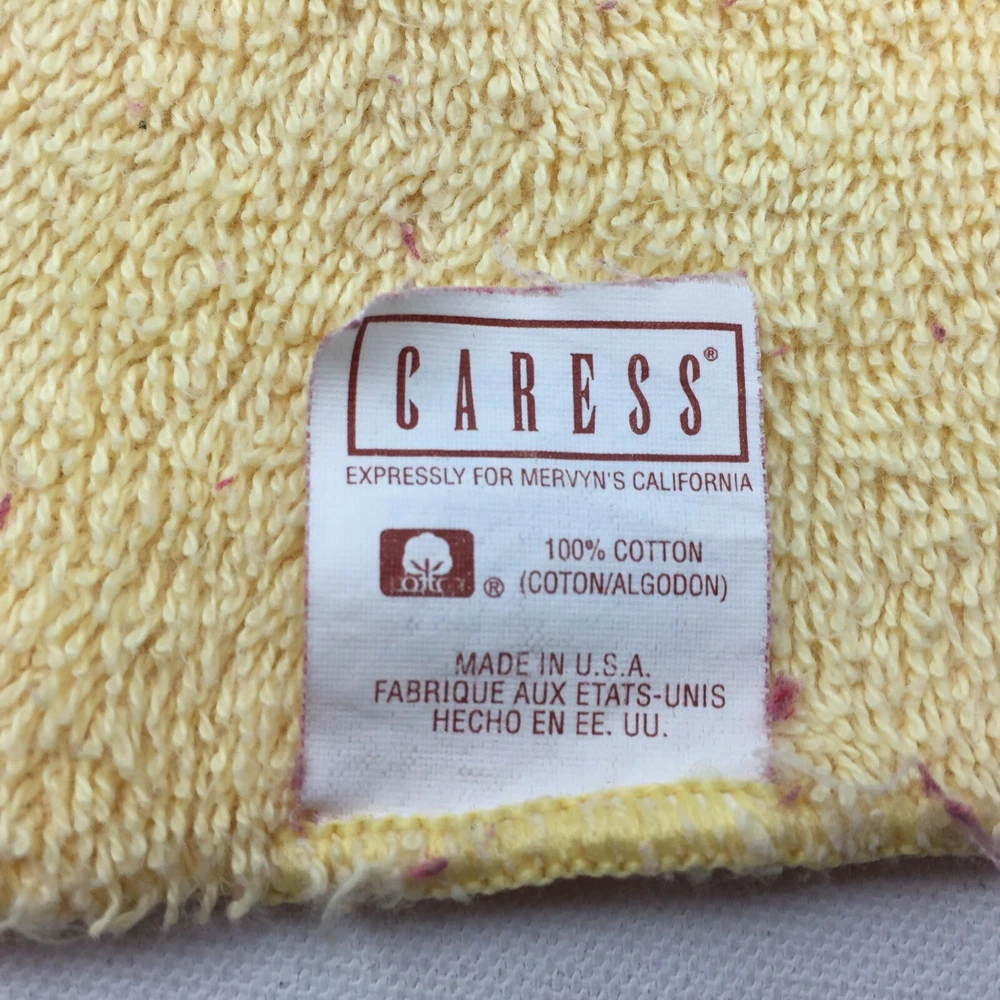 CARESS®
EXPRESSLY FOR MERVYN'S CALIFORNIA
cotton ®
100% COTTON
(COTON/ALGODON)
MADE IN U.S.A.
FABRIQUE AUX ETATS-UNIS
HECHO EN EE. UU.